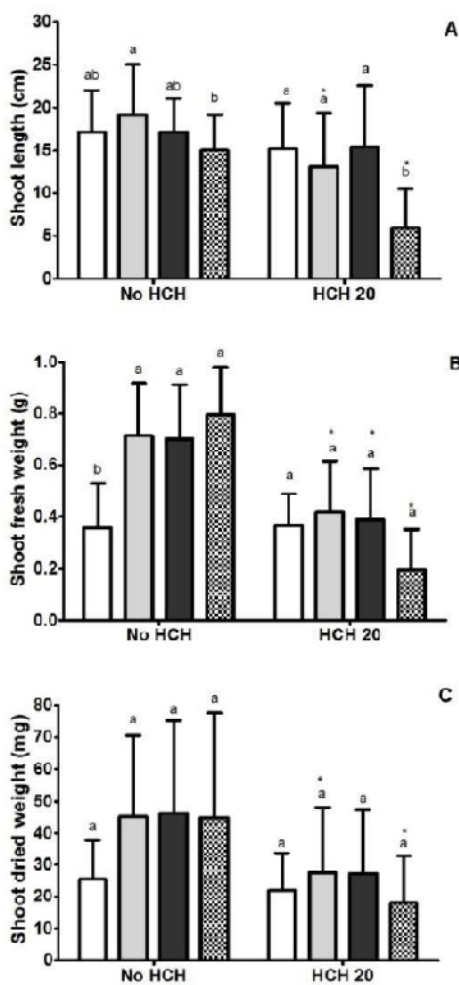 A
Shoot length (cm)
30
25
20
15
10
5
0
ab a ab b a * a a * b
No HCH HCH 20
B
Shoot fresh weight (g)
1.0
0.8
0.6
0.4
0.2
0.0
b a a a a * a * a * a
No HCH HCH 20
C
Shoot dried weight (mg)
80
70
60
50
40
30
20
10
0
a a a a a * a a * a
No HCH HCH 20